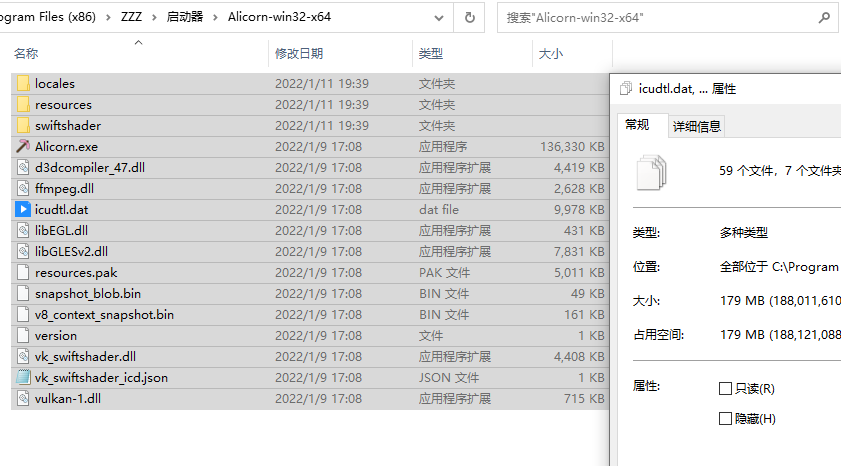 ogram Files (x86) › ZZZ › 启动器 › Alicorn-win32-x64
搜索"Alicorn-win32-x64"
名称 修改日期 类型 大小
locales 2022/1/11 19:39 文件夹
resources 2022/1/11 19:39 文件夹
swiftshader 2022/1/11 19:39 文件夹
Alicorn.exe 2022/1/9 17:08 应用程序 136,330 KB
d3dcompiler_47.dll 2022/1/9 17:08 应用程序扩展 4,419 KB
ffmpeg.dll 2022/1/9 17:08 应用程序扩展 2,628 KB
icudtl.dat 2022/1/9 17:08 dat file 9,978 KB
libEGL.dll 2022/1/9 17:08 应用程序扩展 431 KB
libGLESv2.dll 2022/1/9 17:08 应用程序扩展 7,831 KB
resources.pak 2022/1/9 17:08 PAK 文件 5,011 KB
snapshot_blob.bin 2022/1/9 17:08 BIN 文件 49 KB
v8_context_snapshot.bin 2022/1/9 17:08 BIN 文件 161 KB
version 2022/1/9 17:08 文件 1 KB
vk_swiftshader.dll 2022/1/9 17:08 应用程序扩展 4,408 KB
vk_swiftshader_icd.json 2022/1/9 17:08 JSON 文件 1 KB
vulkan-1.dll 2022/1/9 17:08 应用程序扩展 715 KB
icudtl.dat, ... 属性
常规 详细信息
59 个文件，7 个文件夹
类型: 多种类型
位置: 全部位于 C:\Program
大小: 179 MB (188,011,610
占用空间: 179 MB (188,121,088
属性: 只读(R)
隐藏(H)